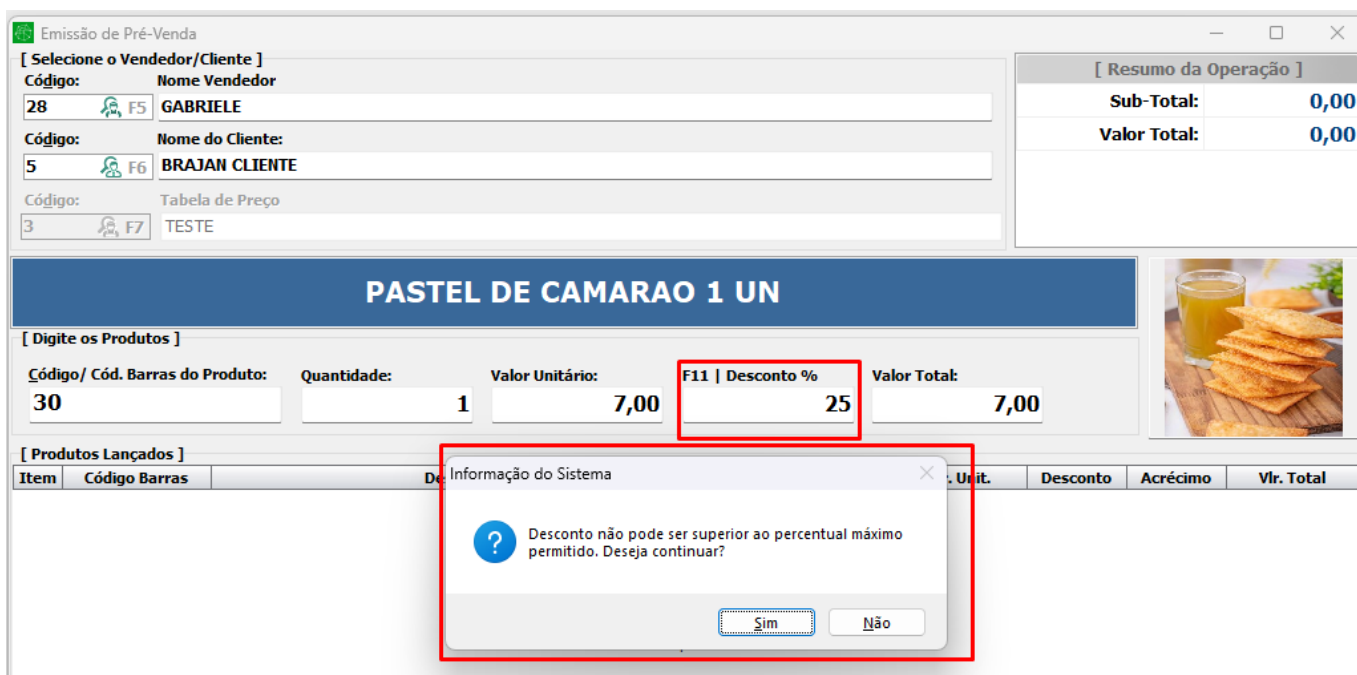 Emissão de Pré-Venda
[ Selecione o Vendedor/Cliente ]
Código: Nome Vendedor
28 F5 GABRIELE
Código: Nome do Cliente:
5 F6 BRAJAN CLIENTE
Código: Tabela de Preço
3 F7 TESTE
[ Resumo da Operação ]
Sub-Total: 0,00
Valor Total: 0,00
PASTEL DE CAMARAO 1 UN
[ Digite os Produtos ]
Código/ Cód. Barras do Produto: Quantidade: Valor Unitário: F11 | Desconto % Valor Total:
30 1 7,00 25 7,00
[ Produtos Lançados ]
Item Código Barras Unit. Desconto Acrécimo Vlr. Total
Informação do Sistema
Desconto não pode ser superior ao percentual máximo
permitido. Deseja continuar?
Sim Não